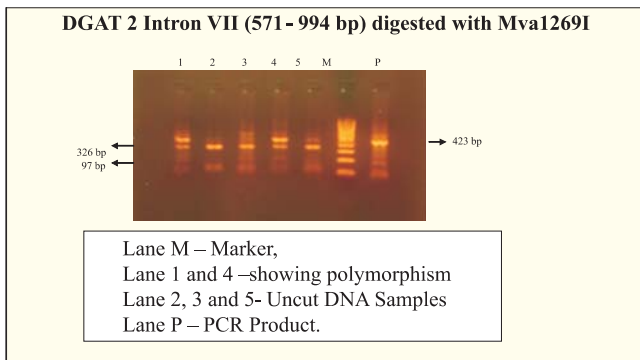 DGAT 2 Intron VII (571 - 994 bp) digested with Mva1269I
1 2 3 4 5 M P
326 bp
97 bp
423 bp
Lane M – Marker,
Lane 1 and 4 –showing polymorphism
Lane 2, 3 and 5- Uncut DNA Samples
Lane P – PCR Product.